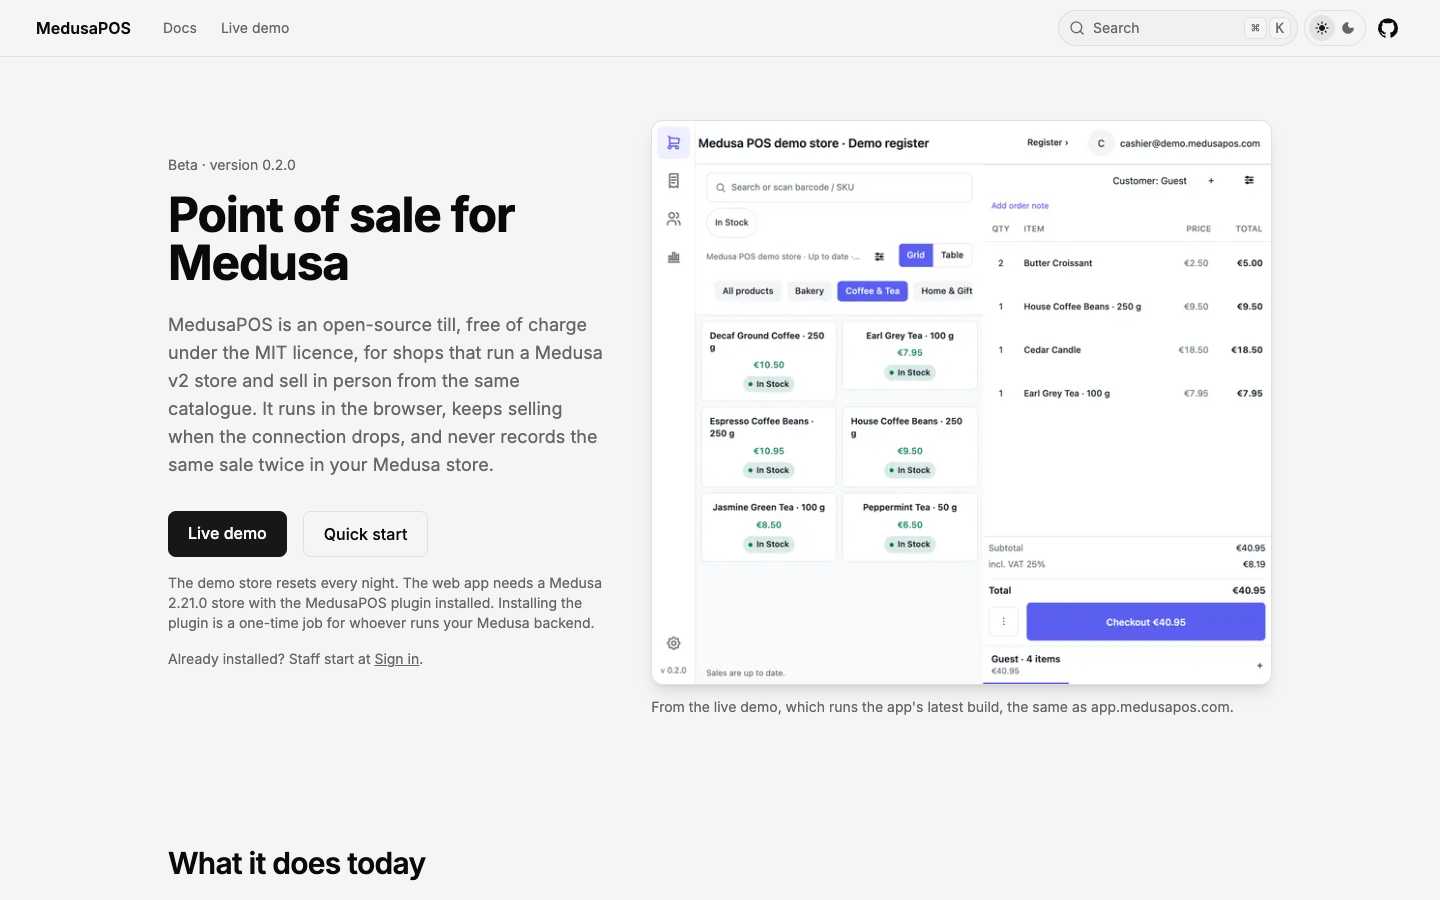 MedusaPOS
Docs
Live demo
Search
⌘ K
Beta · version 0.2.0
Point of sale for
Medusa
MedusaPOS is an open-source till, free of charge
under the MIT licence, for shops that run a Medusa
v2 store and sell in person from the same
catalogue. It runs in the browser, keeps selling
when the connection drops, and never records the
same sale twice in your Medusa store.
Live demo
Quick start
The demo store resets every night. The web app needs a Medusa
2.21.0 store with the MedusaPOS plugin installed. Installing the
plugin is a one-time job for whoever runs your Medusa backend.
Already installed? Staff start at Sign in.
Medusa POS demo store · Demo register
Register ›
C
cashier@demo.medusapos.com
Search or scan barcode / SKU
In Stock
Medusa POS demo store · Up to date ·...
Grid
Table
All products
Bakery
Coffee & Tea
Home & Gift
Decaf Ground Coffee · 250
g
€10.50
In Stock
Earl Grey Tea · 100 g
€7.95
In Stock
Espresso Coffee Beans ·
250 g
€10.95
In Stock
House Coffee Beans · 250
g
€9.50
In Stock
Jasmine Green Tea · 100 g
€8.50
In Stock
Peppermint Tea · 50 g
€6.50
In Stock
v 0.2.0
Sales are up to date.
Customer: Guest +
Add order note
QTY ITEM PRICE TOTAL
2 Butter Croissant €2.50 €5.00
1 House Coffee Beans · 250 g €9.50 €9.50
1 Cedar Candle €18.50 €18.50
1 Earl Grey Tea · 100 g €7.95 €7.95
Subtotal €40.95
incl. VAT 25% €8.19
Total €40.95
Checkout €40.95
Guest · 4 items
€40.95
+
From the live demo, which runs the app's latest build, the same as app.medusapos.com.
What it does today